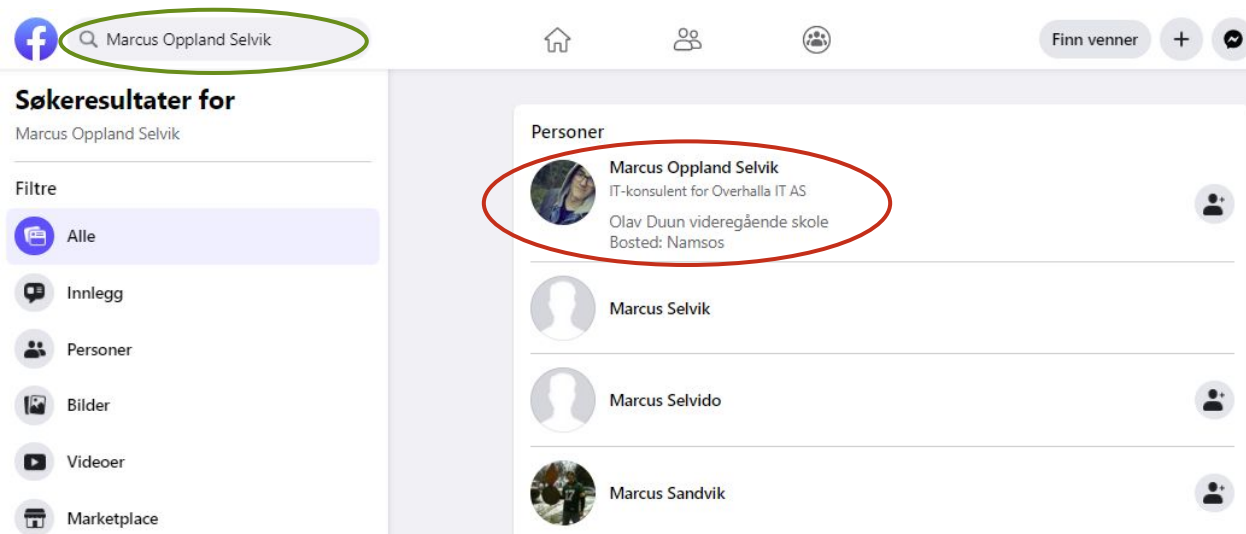 Marcus Oppland Selvik
Finn venner
Søkeresultater for
Marcus Oppland Selvik
Filtre
Alle
Innlegg
Personer
Bilder
Videoer
Marketplace
Personer
Marcus Oppland Selvik
IT-konsulent for Overhalla IT AS
Olav Duun videregående skole
Bosted: Namsos
Marcus Selvik
Marcus Selvido
Marcus Sandvik